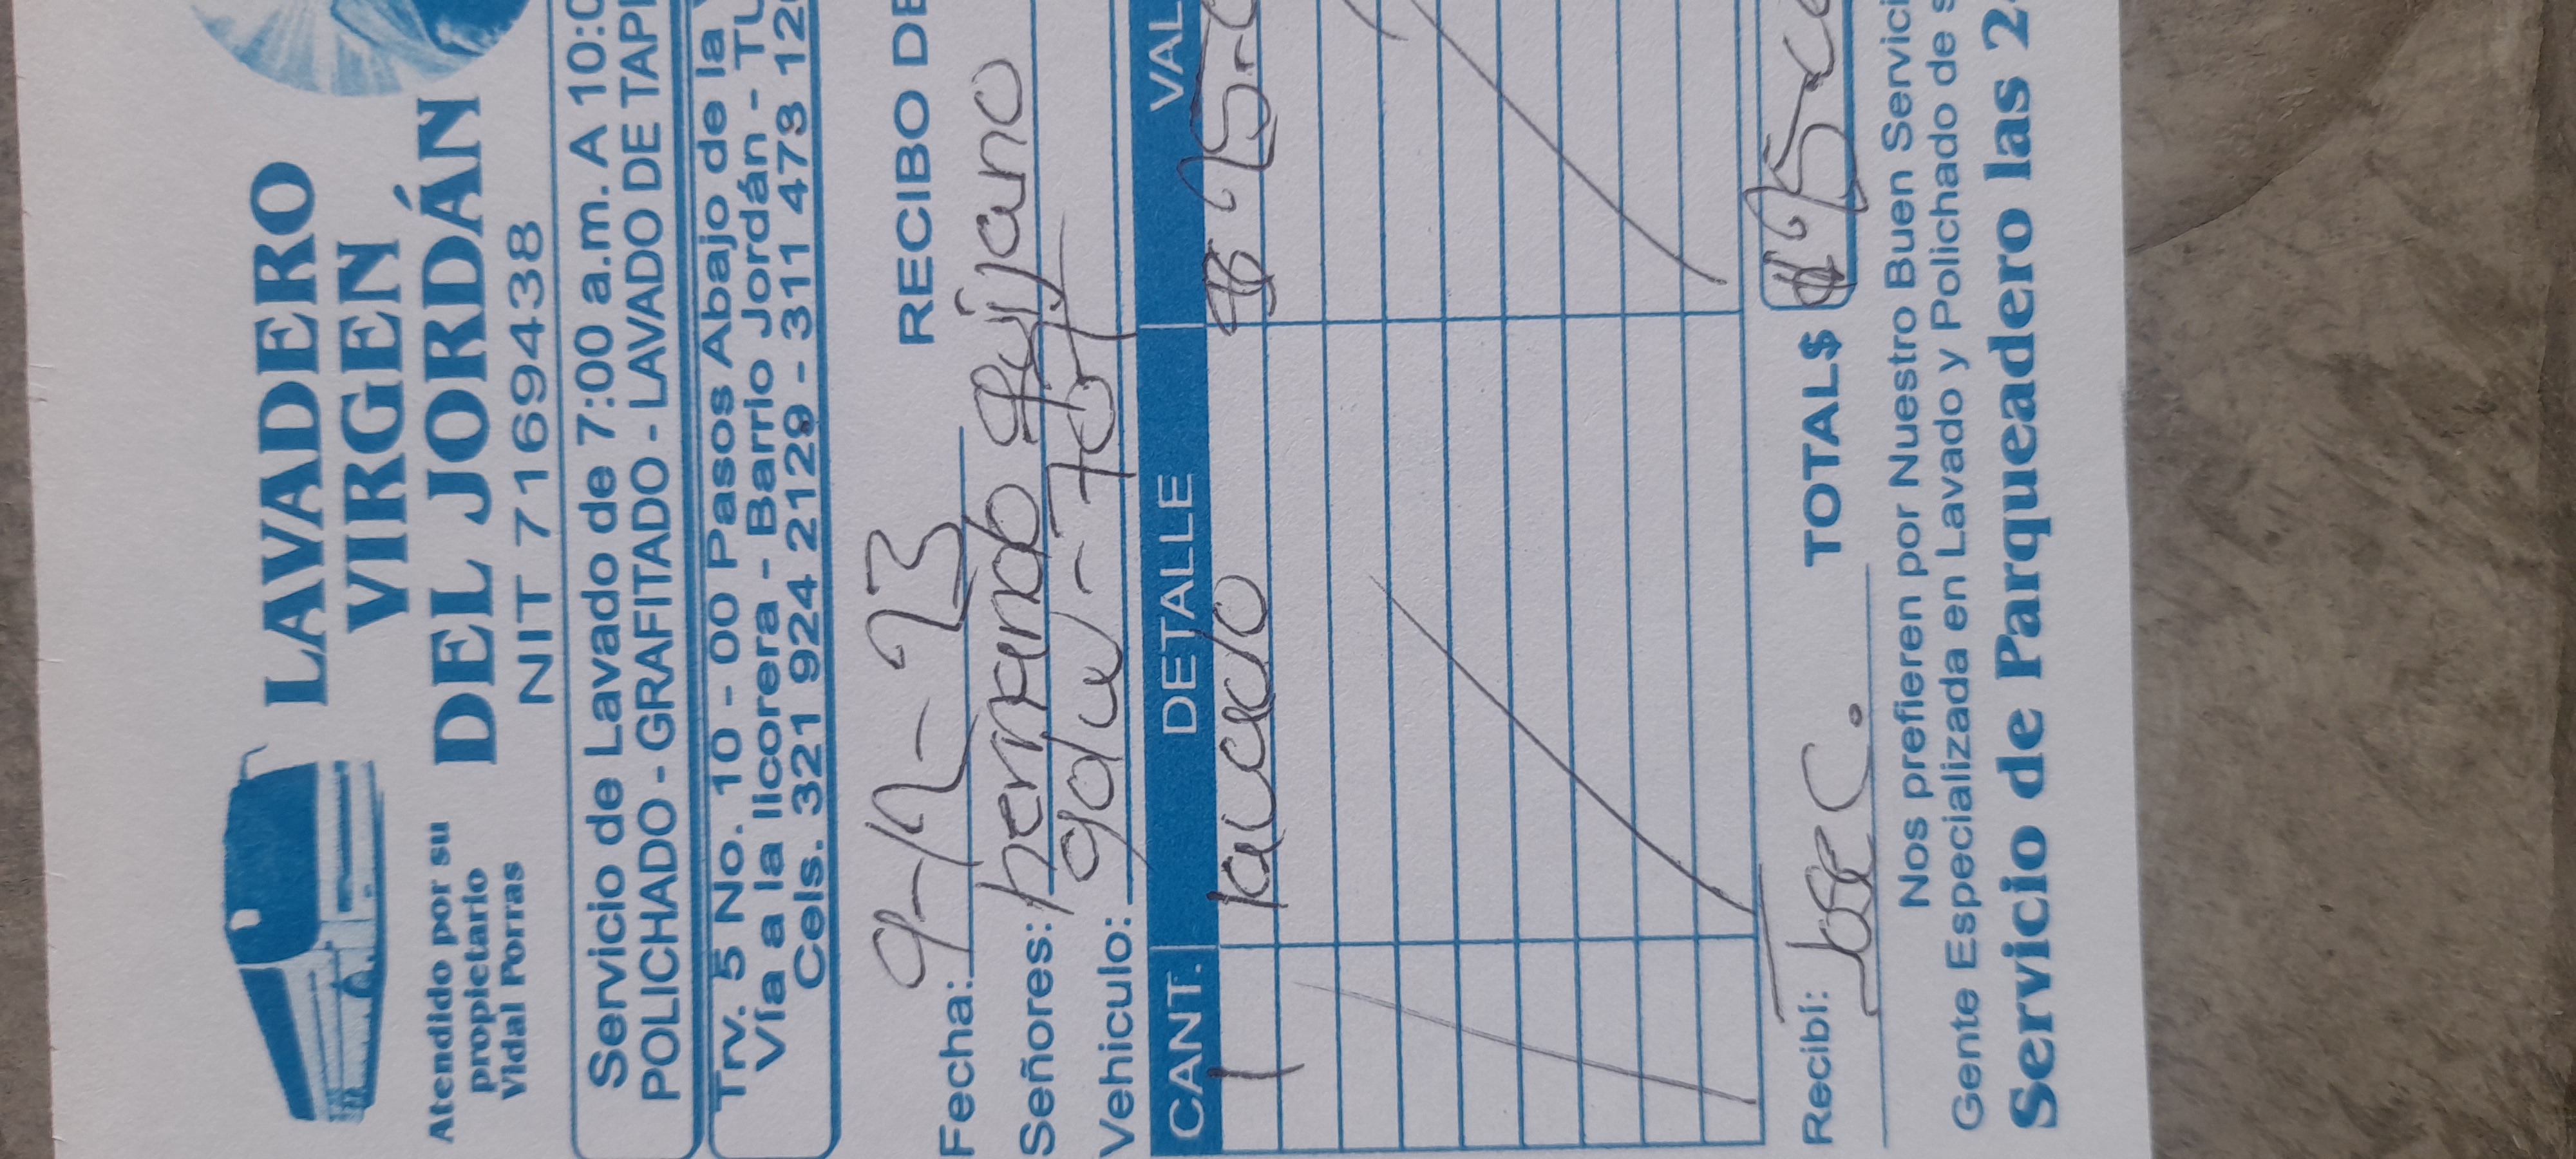 LAVADERO
VIRGEN
DEL JORDÁN
NIT 7169438
Atendido por su
propietario
Vidal Porras
Servicio de Lavado de 7:00 a.m. A 10:0
POLICHADO - GRAFITADO - LAVADO DE TAPI
Trv. 5 No. 10 - 00 Pasos Abajo de la
Vía a la licorera - Barrio Jordán - TU
Cels. 321 924 2129 - 311 473 12
RECIBO DE
Fecha: 9-12-23
Señores: hernando Quijano
Vehiculo:
CANT. DETALLE VAL
1 lavado
Recibí: Jose C. TOTAL$
Nos prefieren por Nuestro Buen Servici
Gente Especializada en Lavado y Polichado de s
Servicio de Parqueadero las 2